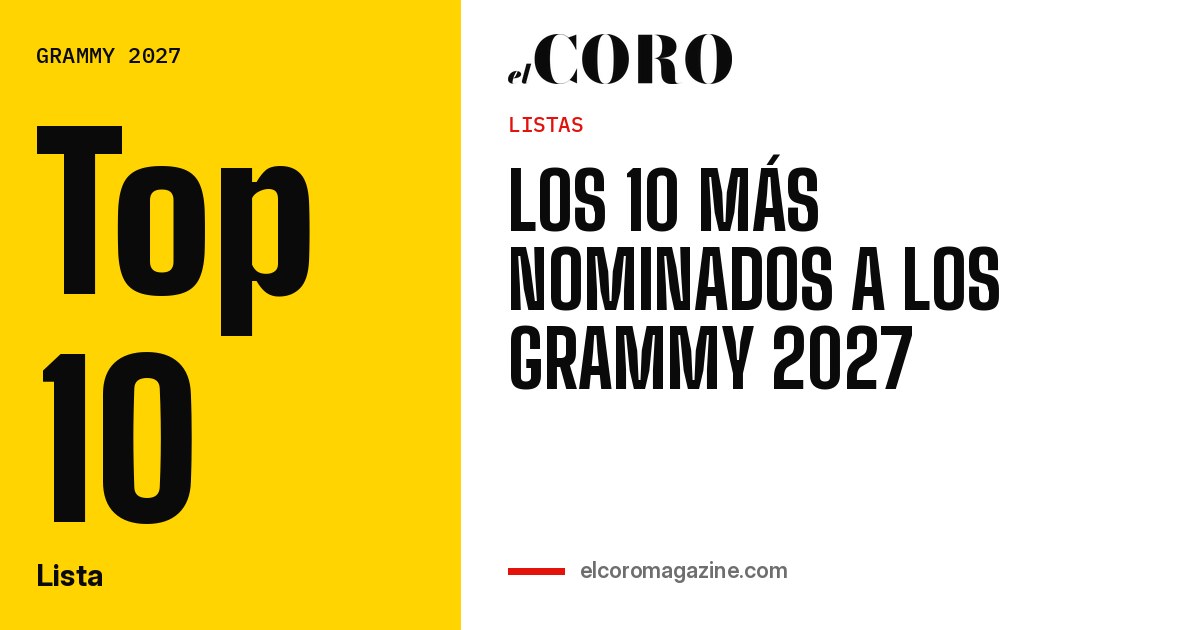 GRAMMY 2027
Top
10
Lista
elCORO
LISTAS
LOS 10 MÁS
NOMINADOS A LOS
GRAMMY 2027
elcoromagazine.com